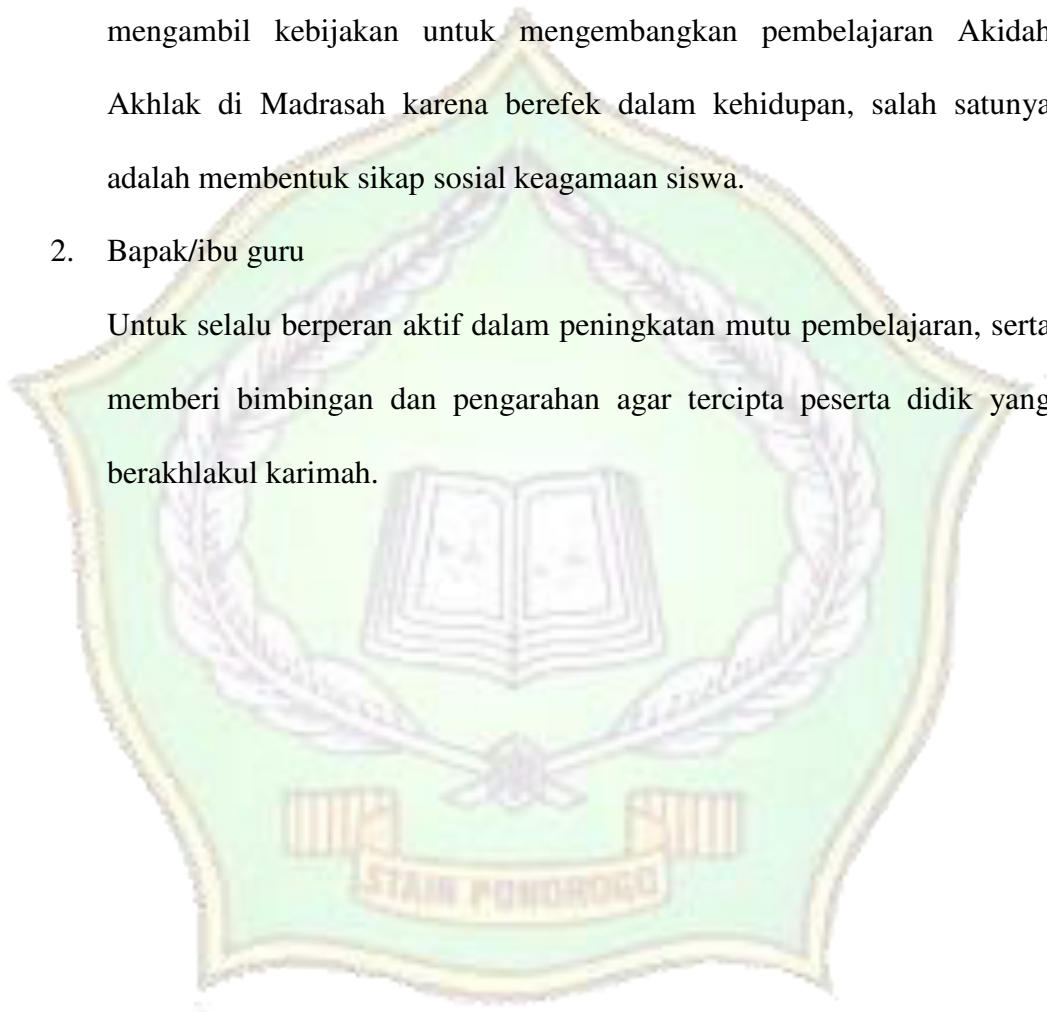 mengambil kebijakan untuk mengembangkan pembelajaran Akidah
Akhlak di Madrasah karena berefek dalam kehidupan, salah satunya
adalah membentuk sikap sosial keagamaan siswa.
2. Bapak/ibu guru
Untuk selalu berperan aktif dalam peningkatan mutu pembelajaran, serta
memberi bimbingan dan pengarahan agar tercipta peserta didik yang
berakhlakul karimah.
STAIN PONOROGO